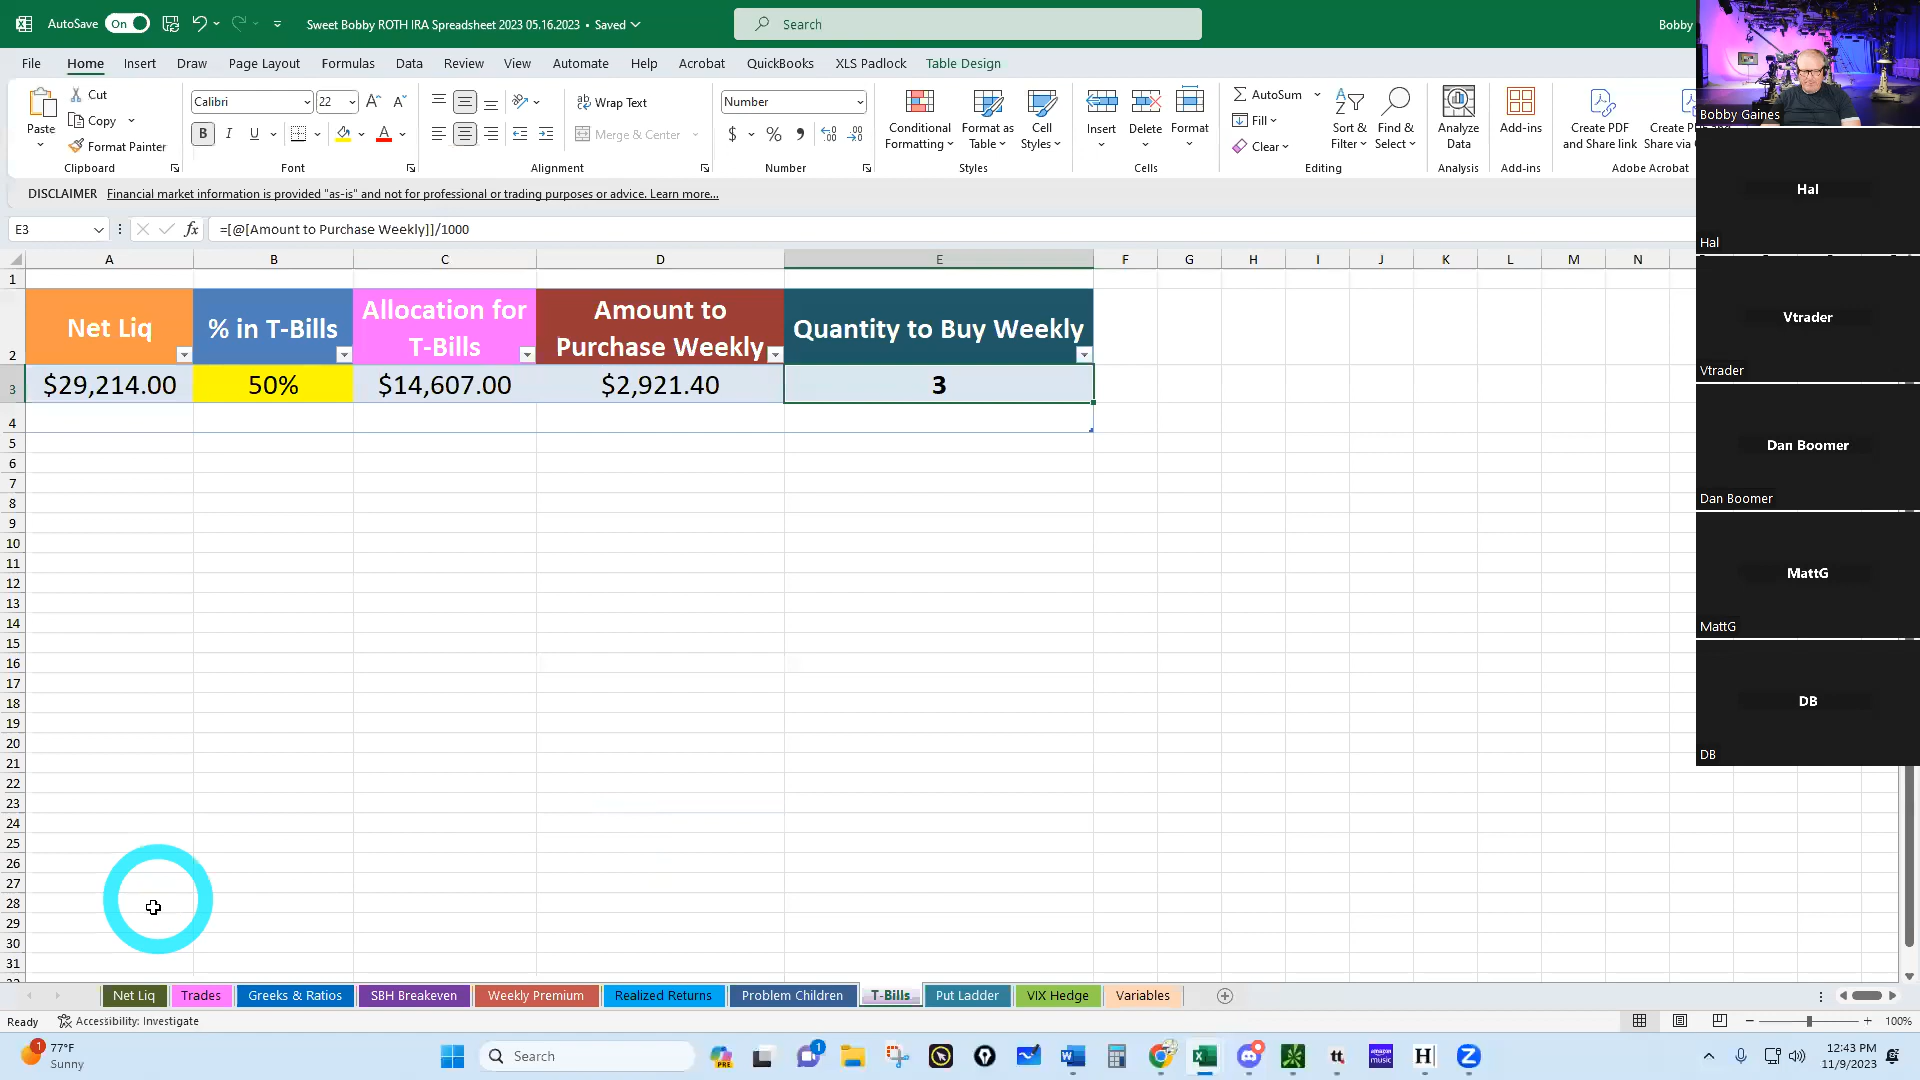 AutoSave On Sweet Bobby ROTH IRA Spreadsheet 2023 05.16.2023 • Saved Search Bobby
File Home Insert Draw Page Layout Formulas Data Review View Automate Help Acrobat QuickBooks XLS Padlock Table Design
Paste Cut Copy Format Painter
Clipboard
Calibri 22 B I U
Font
Wrap Text Merge & Center
Alignment
Number $ % ,
Number
Conditional Formatting Format as Table Cell Styles
Styles
Insert Delete Format
Cells
AutoSum Fill Clear Sort & Filter Find & Select
Editing
Analyze Data
Analysis
Add-ins
Add-ins
Create PDF and Share link Create P
Share via
Adobe Acrobat
DISCLAIMER Financial market information is provided "as-is" and not for professional or trading purposes or advice. Learn more...
E3 fx =[@[Amount to Purchase Weekly]]/1000
A B C D E F G H I J K L M N
1
2 Net Liq % in T-Bills Allocation for T-Bills Amount to Purchase Weekly Quantity to Buy Weekly
3 $29,214.00 50% $14,607.00 $2,921.40 3
4
5
6
7
8
9
10
11
12
13
14
15
16
17
18
19
20
21
22
23
24
25
26
27
28
29
30
31
Net Liq Trades Greeks & Ratios SBH Breakeven Weekly Premium Realized Returns Problem Children T-Bills Put Ladder VIX Hedge Variables
Ready Accessibility: Investigate 100%
1 77°F
Sunny
Search
PRE
1
tt
amazon music
H
Z
12:43 PM
11/9/2023
Bobby Gaines
Hal
Hal
Vtrader
Vtrader
Dan Boomer
Dan Boomer
MattG
MattG
DB
DB